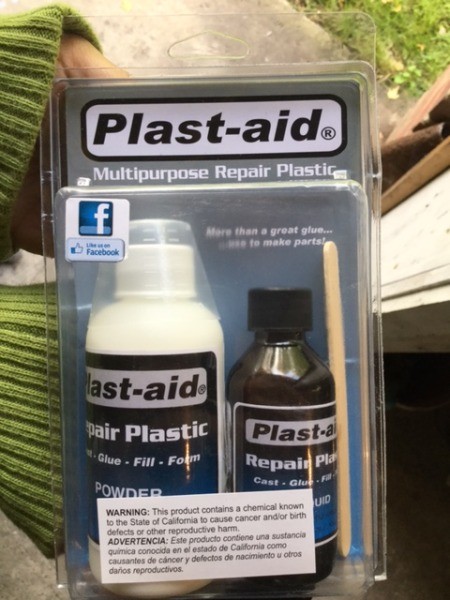 Plast-aid®
Multipurpose Repair Plastic
More than a great glue...
use to make parts!
f
Like us on
Facebook
last-aid®
epair Plastic
- Glue - Fill - Form
POWDER
Plast-a
Repair Pla
Cast - Glue - Fill -
QUID
WARNING: This product contains a chemical known
to the State of California to cause cancer and/or birth
defects or other reproductive harm.
ADVERTENCIA: Este producto contiene una sustancia
química conocida en el estado de California como
causantes de cáncer y defectos de nacimiento u otros
daños reproductivos.